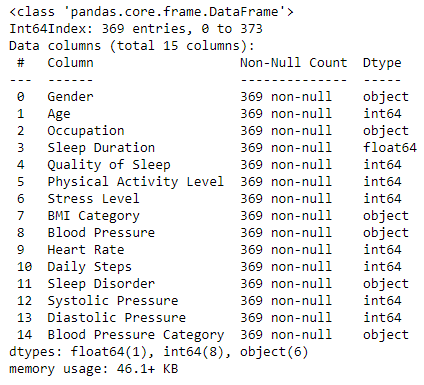 <class 'pandas.core.frame.DataFrame'>
Int64Index: 369 entries, 0 to 373
Data columns (total 15 columns):
 #   Column                   Non-Null Count  Dtype
---  ------                   --------------  -----
 0   Gender                   369 non-null    object
 1   Age                      369 non-null    int64
 2   Occupation               369 non-null    object
 3   Sleep Duration           369 non-null    float64
 4   Quality of Sleep         369 non-null    int64
 5   Physical Activity Level  369 non-null    int64
 6   Stress Level             369 non-null    int64
 7   BMI Category             369 non-null    object
 8   Blood Pressure           369 non-null    object
 9   Heart Rate               369 non-null    int64
 10  Daily Steps              369 non-null    int64
 11  Sleep Disorder           369 non-null    object
 12  Systolic Pressure        369 non-null    int64
 13  Diastolic Pressure       369 non-null    int64
 14  Blood Pressure Category  369 non-null    object
dtypes: float64(1), int64(8), object(6)
memory usage: 46.1+ KB